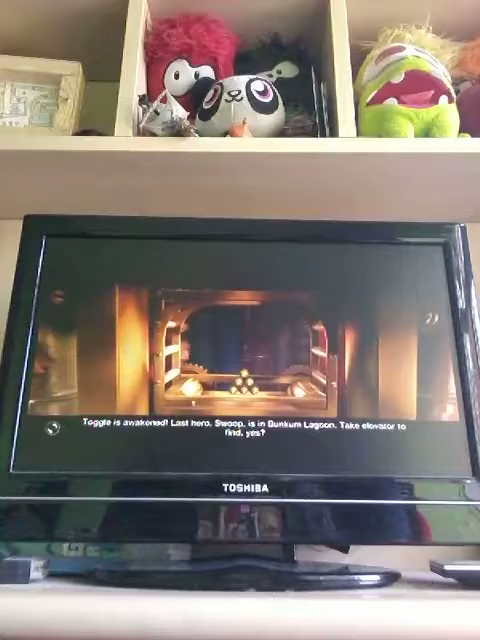 Toggle is awakened! Last hero, Swoop, is in Bunkum Lagoon. Take elevator to
find, yes?
TOSHIBA